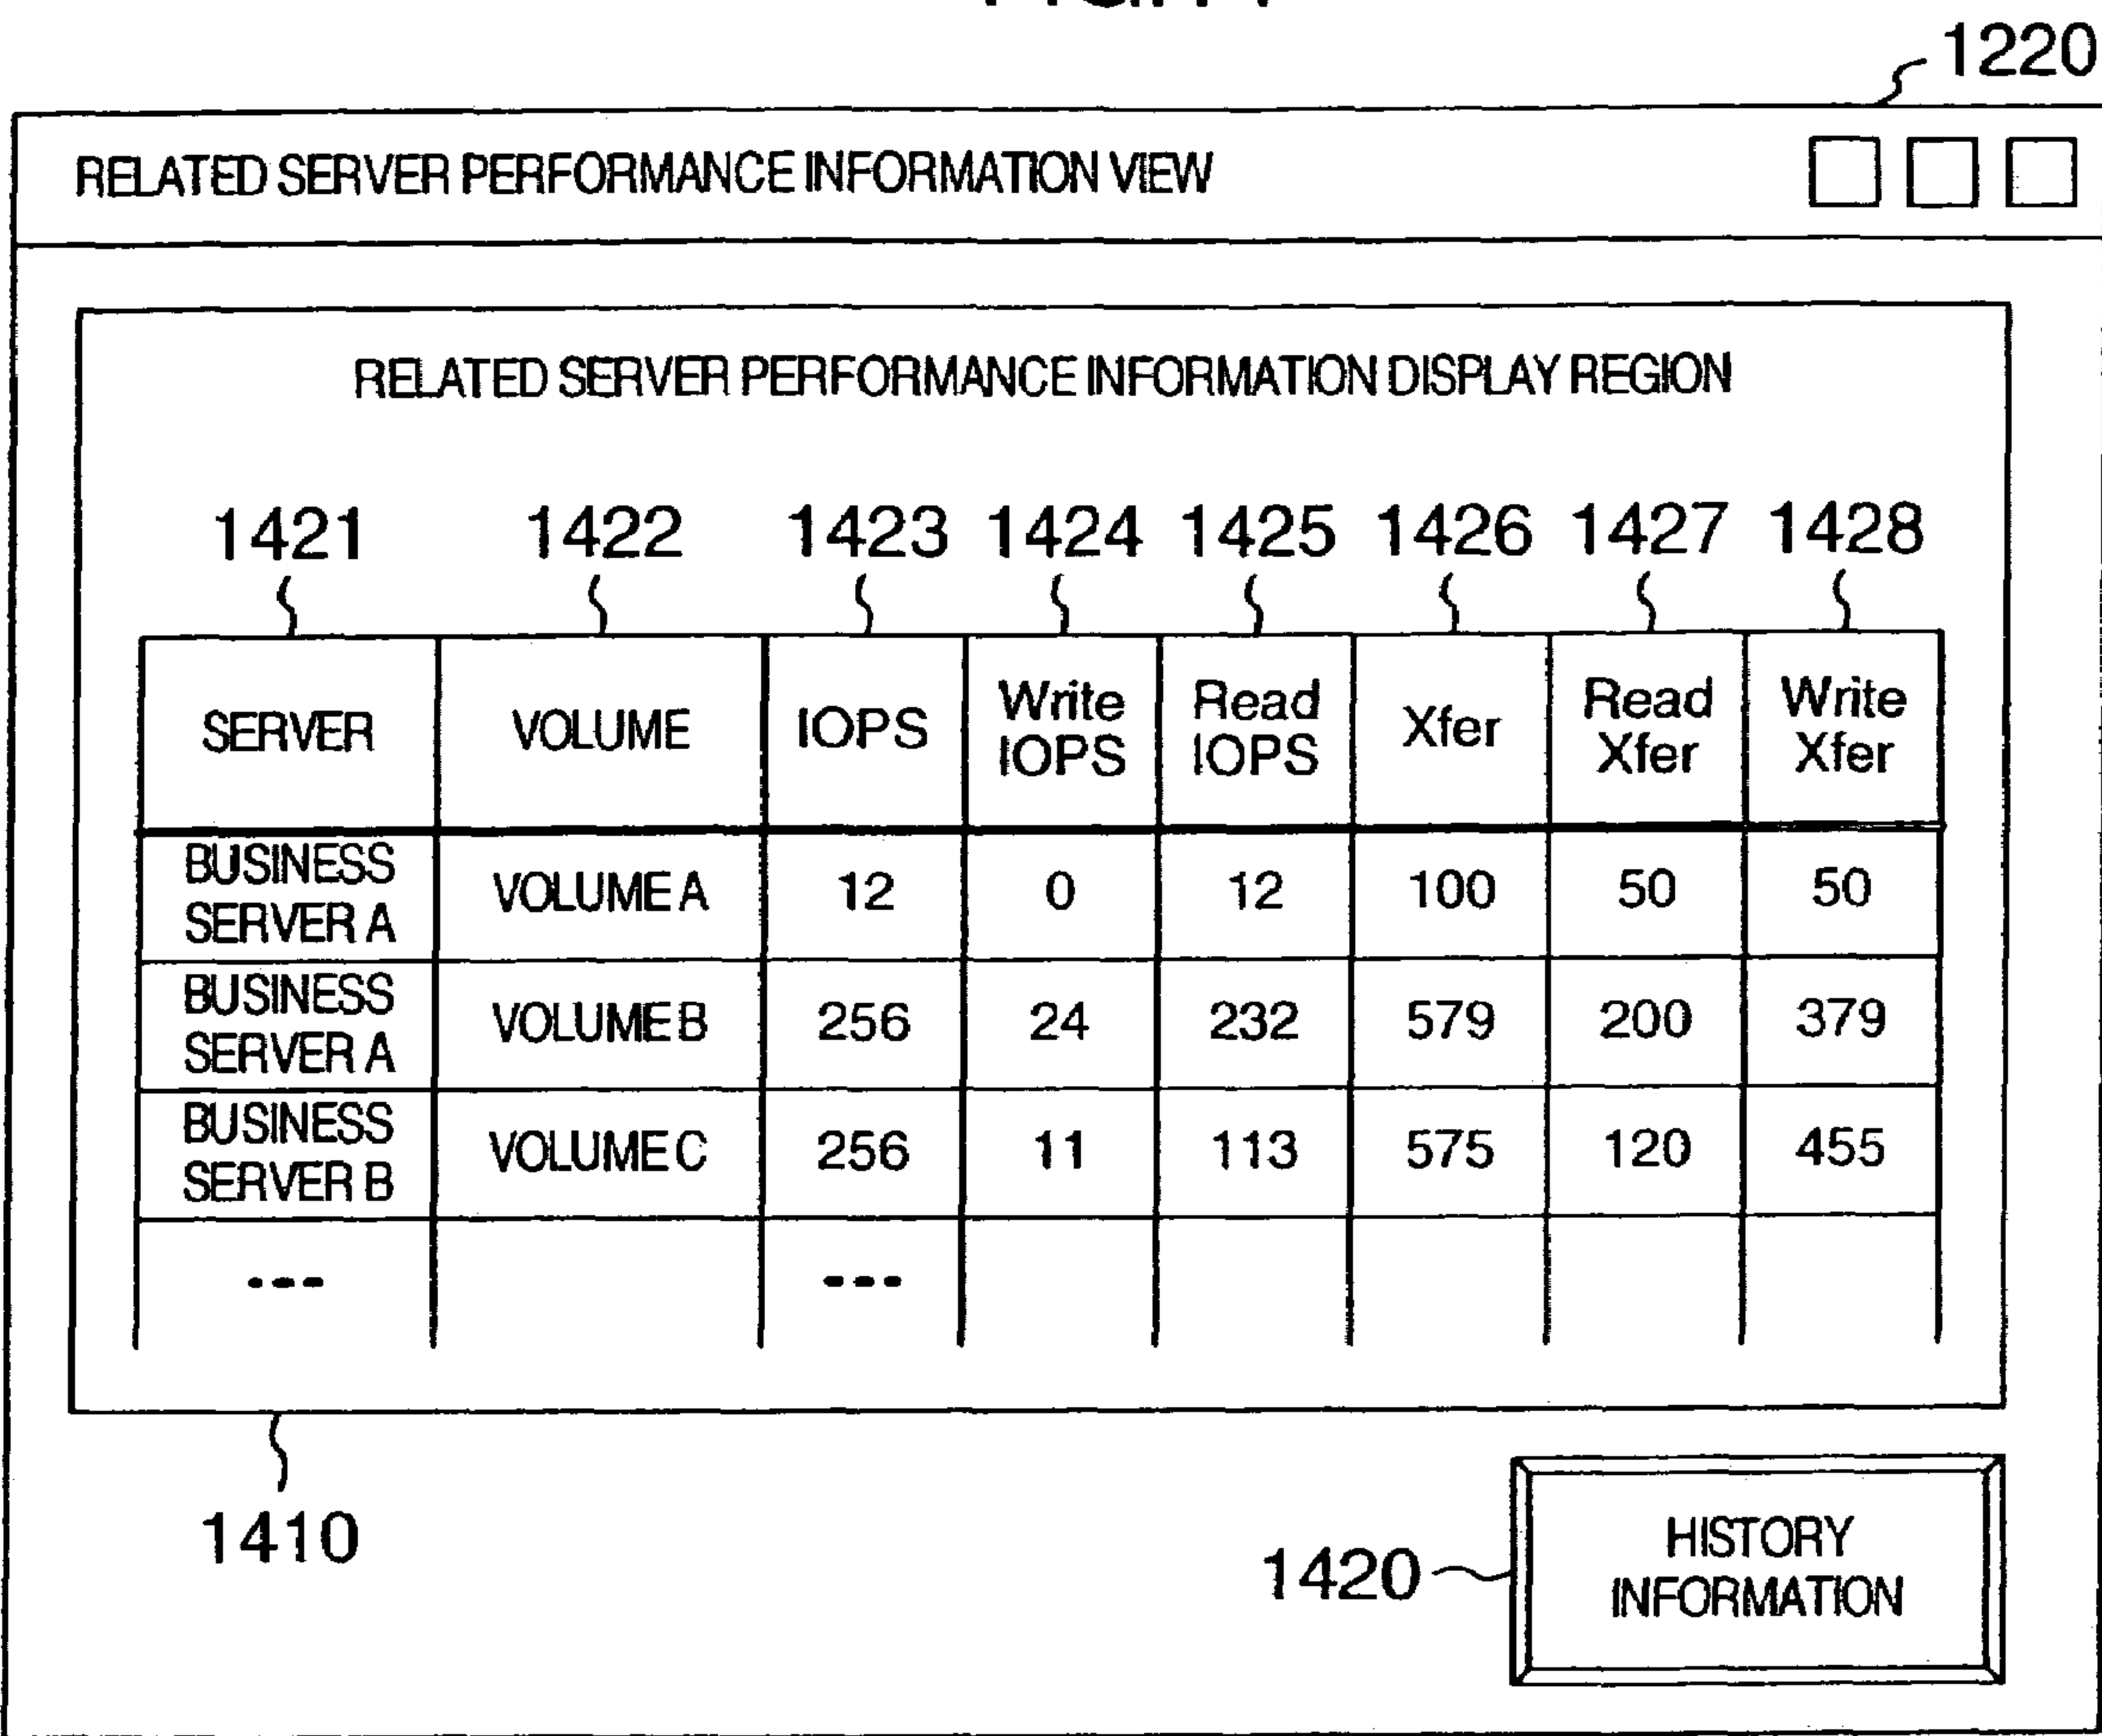 1220
RELATED SERVER PERFORMANCE INFORMATION VIEW
RELATED SERVER PERFORMANCE INFORMATION DISPLAY REGION
1421 1422 1423 1424 1425 1426 1427 1428
SERVER VOLUME IOPS Write IOPS Read IOPS Xfer Read Xfer Write Xfer
BUSINESS SERVER A VOLUME A 12 0 12 100 50 50
BUSINESS SERVER A VOLUME B 256 24 232 579 200 379
BUSINESS SERVER B VOLUME C 256 11 113 575 120 455
--- ---
1410
1420
HISTORY
INFORMATION